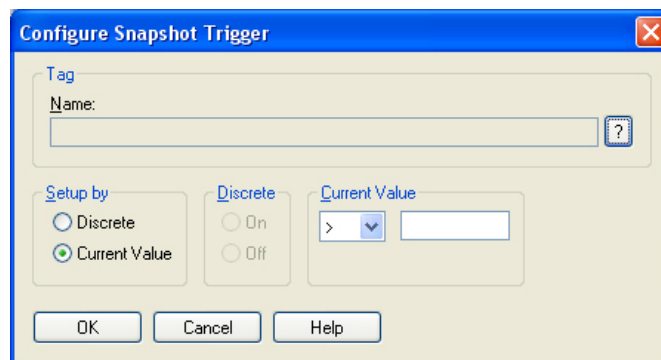 Configure Snapshot Trigger
Tag
Name:
?
Setup by
Discrete
Current Value
Discrete
On
Off
Current Value
>
OK
Cancel
Help